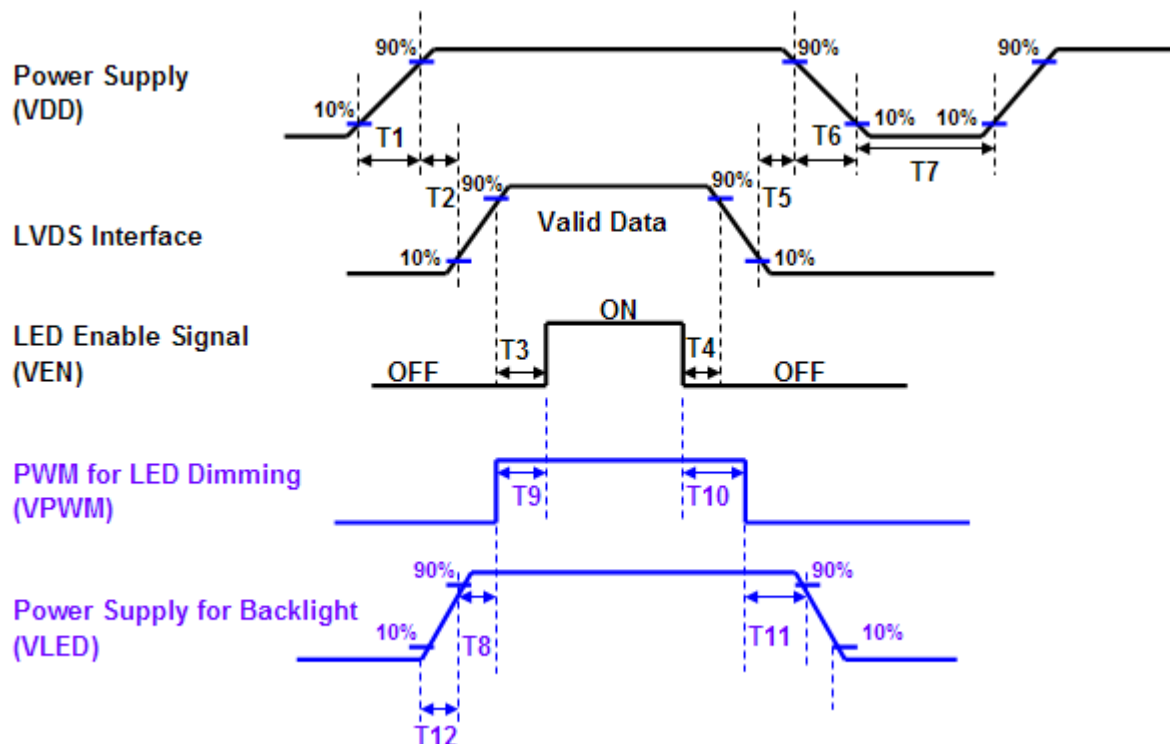 90% 90% 90%
Power Supply
(VDD)
10% 10% 10%
T1 T6
T7
T2 90% 90% T5
Valid Data
LVDS Interface
10% 10%
ON
LED Enable Signal
(VEN)
T3 T4
OFF OFF
PWM for LED Dimming
(VPWM)
T9 T10
90% 90%
Power Supply for Backlight
(VLED)
10% T8 T11 10%
T12